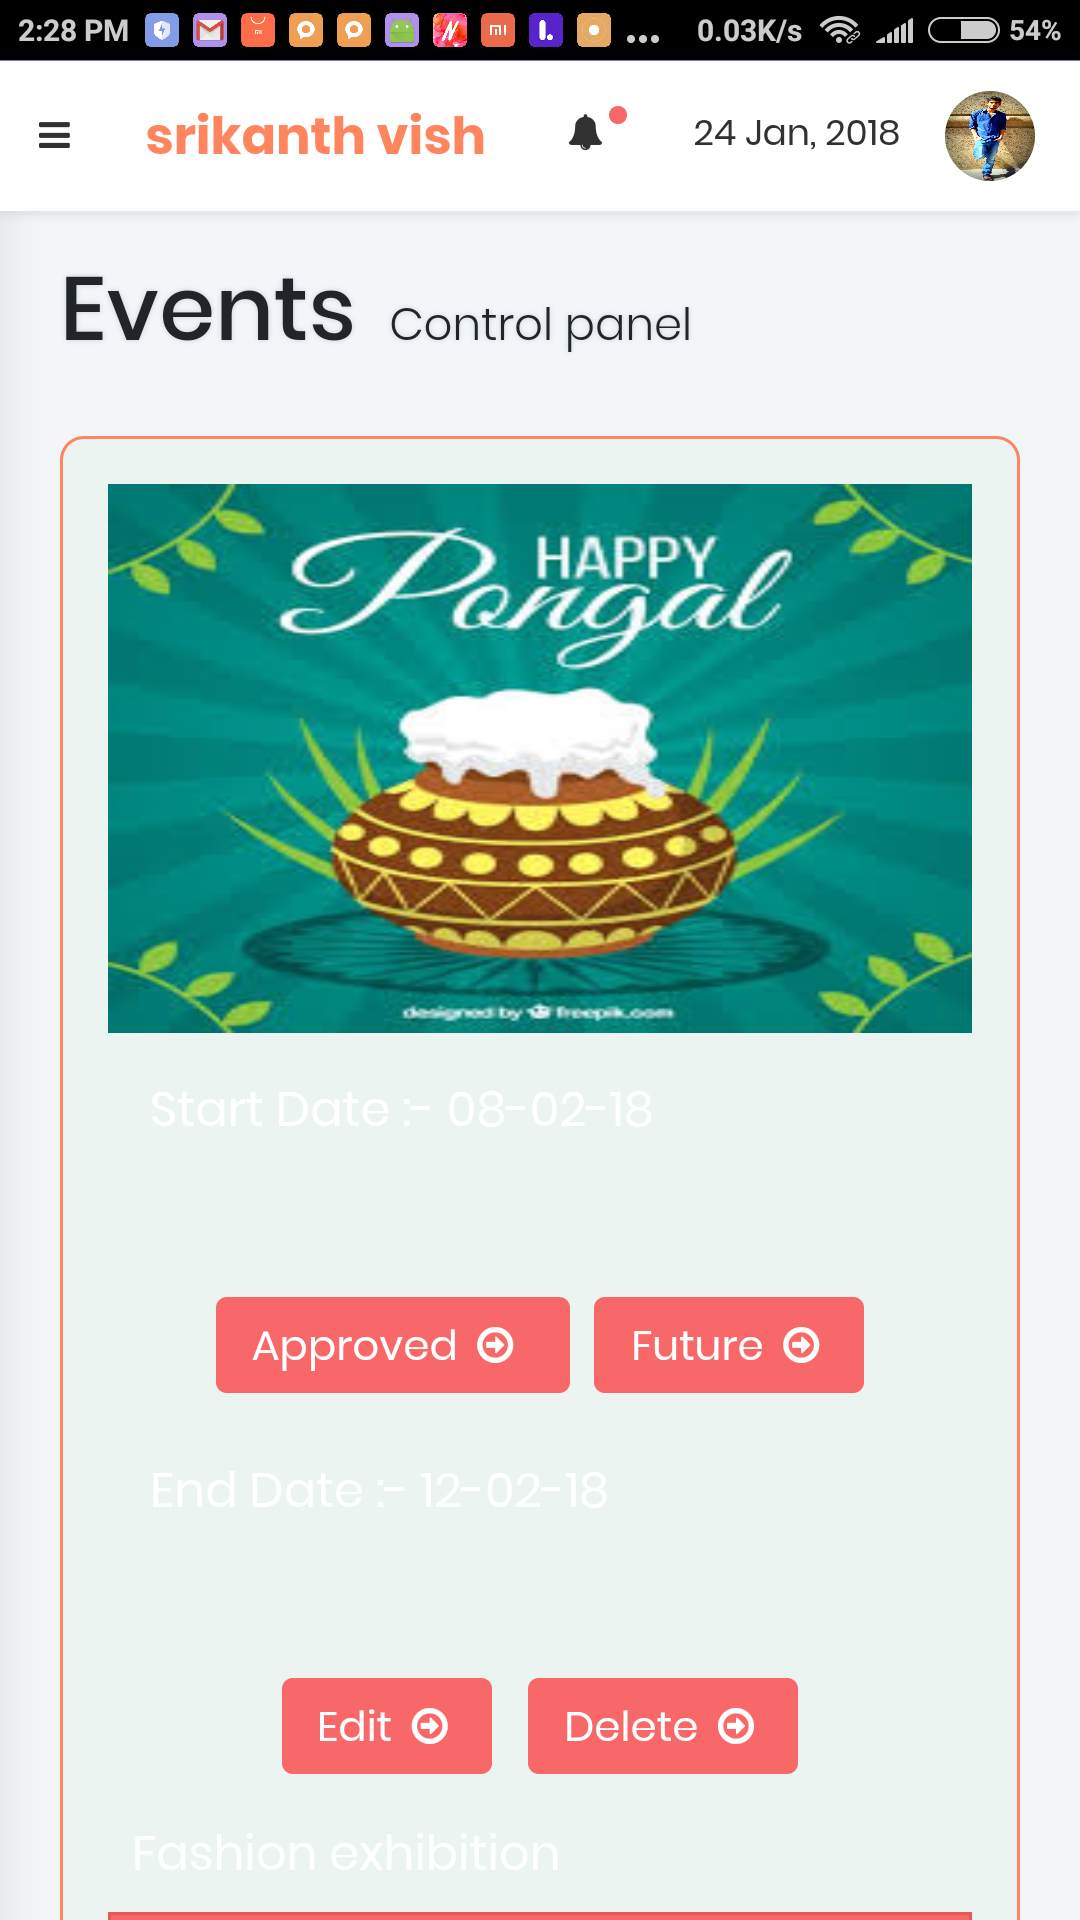 2:28 PM 0.03K/s 54%
srikanth vish 24 Jan, 2018
Events Control panel
HAPPY
Pongal
designed by freepik.com
Start Date :- 08-02-18
Approved Future
End Date :- 12-02-18
Edit Delete
Fashion exhibition